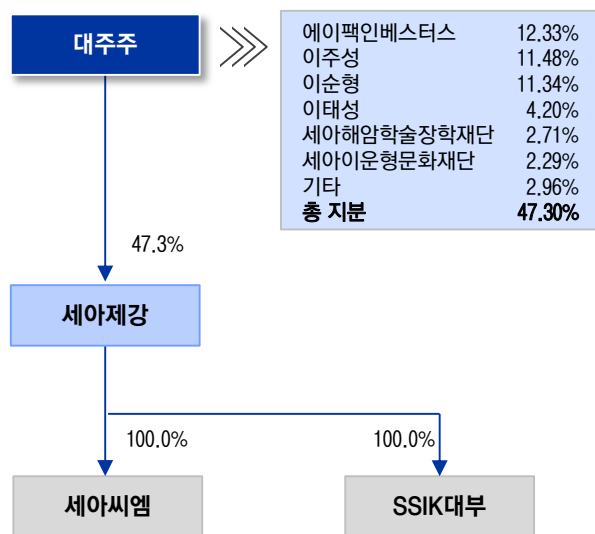 대주주
에이팩인베스터스 12.33%
이주성 11.48%
이순형 11.34%
이태성 4.20%
세아해암학술장학재단 2.71%
세아이운형문화재단 2.29%
기타 2.96%
총 지분 47.30%
47.3%
세아제강
100.0% 100.0%
세아씨엠 SSIK대부